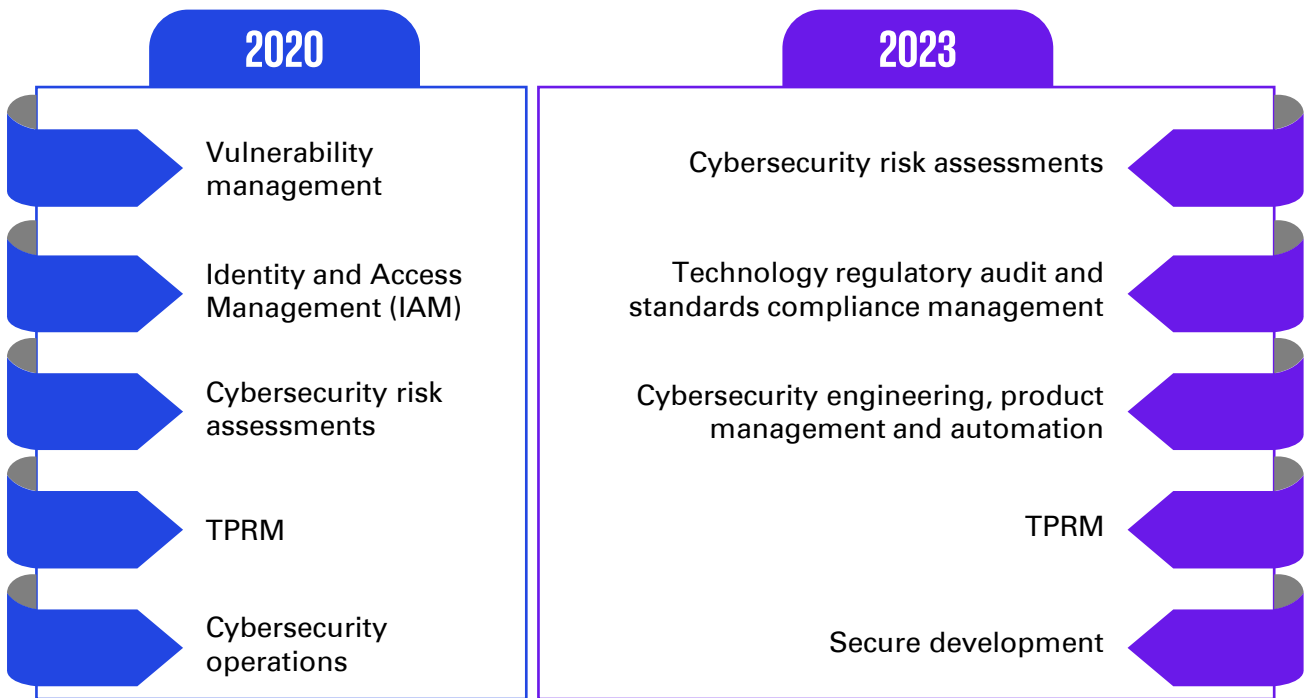 2020
Vulnerability
management
Identity and Access
Management (IAM)
Cybersecurity risk
assessments
TPRM
Cybersecurity
operations
2023
Cybersecurity risk assessments
Technology regulatory audit and
standards compliance management
Cybersecurity engineering, product
management and automation
TPRM
Secure development